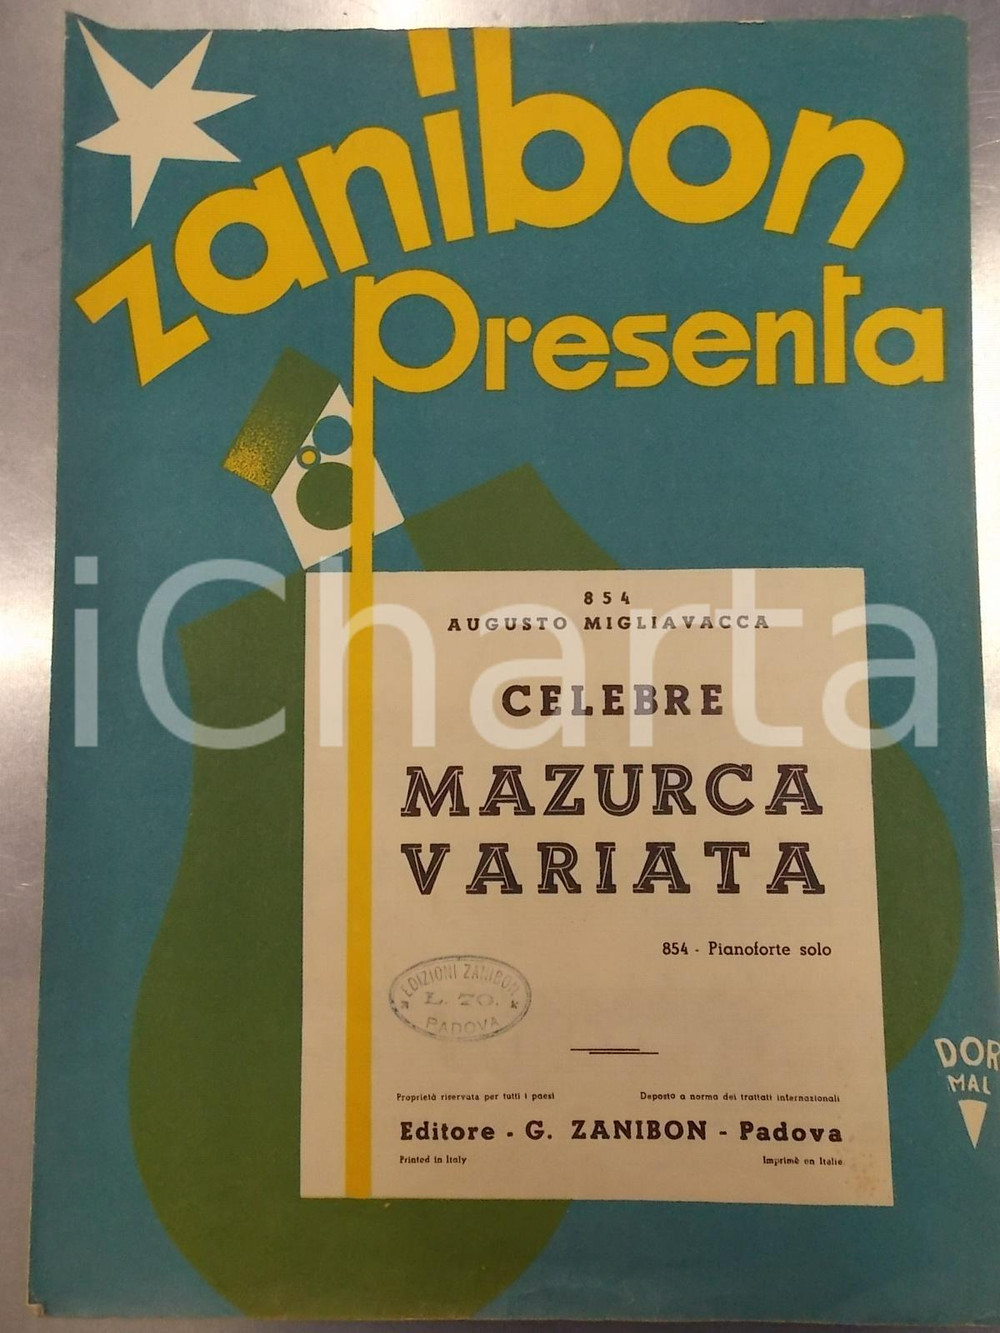 zanibon
Presenta
854
AUGUSTO MIGLIAVACCA
CELEBRE
MAZURCA
VARIATA
854 - Pianoforte solo
EDIZIONI ZANIBON
L. 70.
PADOVA
Proprietà riservata per tutti i paesi
Deposto a norma dei trattati internazionali
Editore - G. ZANIBON - Padova
Printed in Italy
Imprimè en Italie
DOR
MAL
iCharta